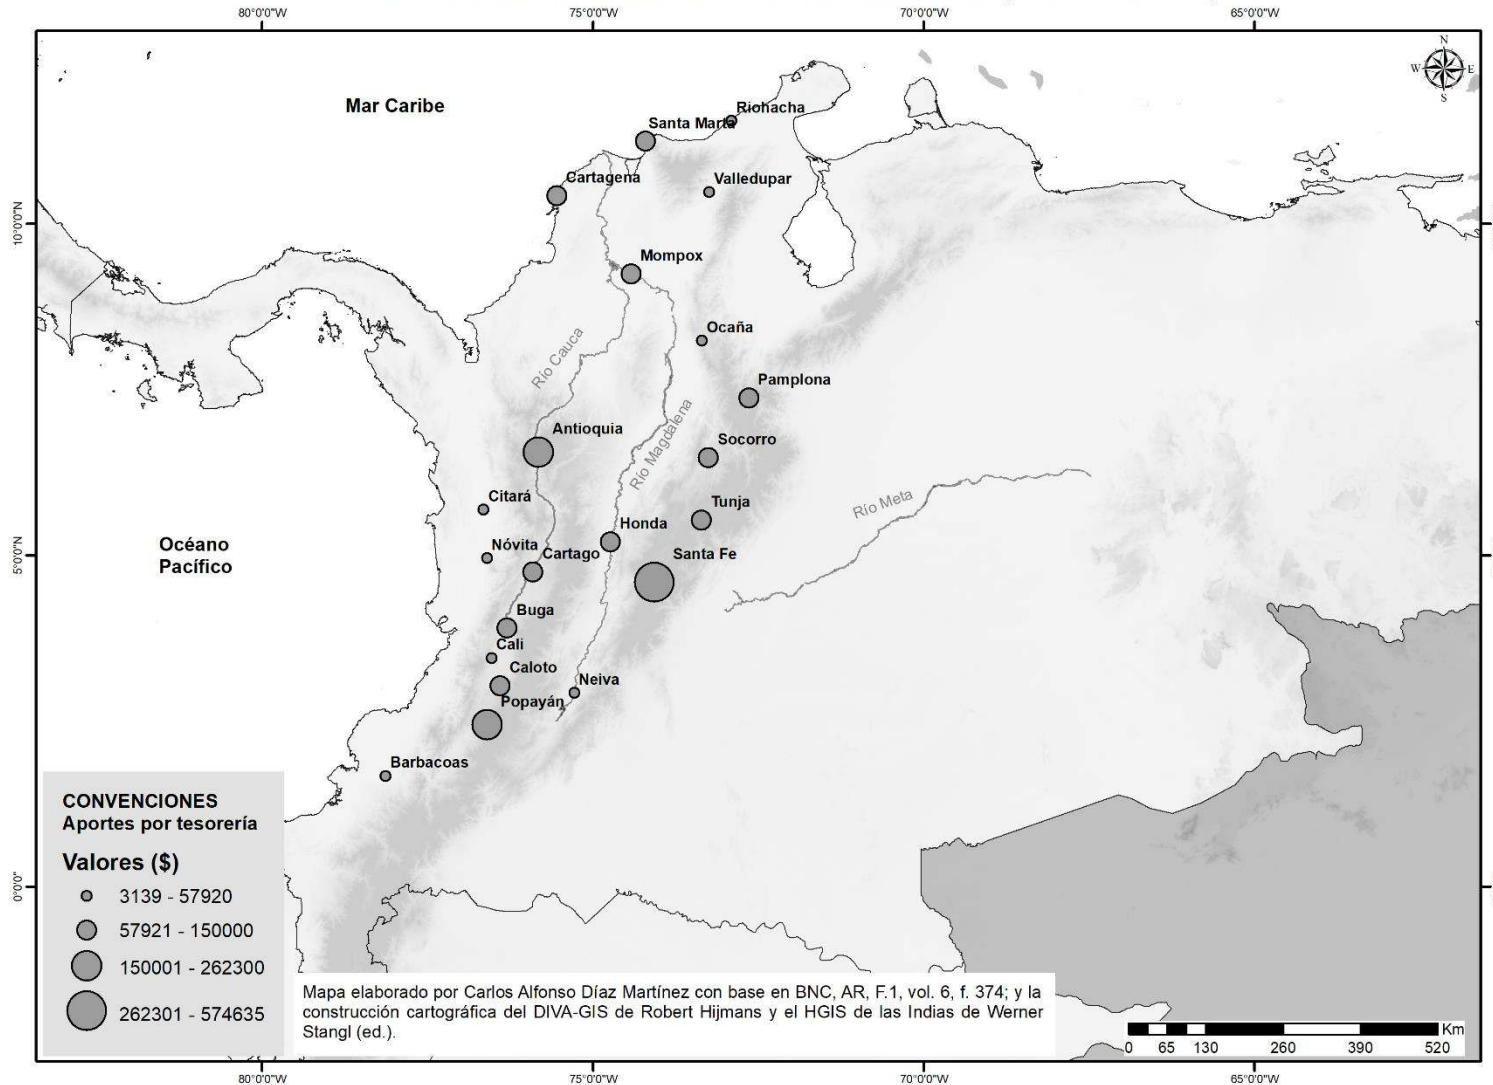 80°0'0"W
75°0'0"W
70°0'0"W
65°0'0"W
N
W
E
S
Mar Caribe
Riohacha
Santa Marta
Cartagena
Valledupar
10°0'0"N
Mompox
Ocaña
Río Cauca
Pamplona
Antioquia
Río Magdalena
Socorro
Citará
Tunja
Río Meta
Honda
Océano
Pacífico
Nóvita
Cartago
Santa Fe
5°0'0"N
Buga
Cali
Caloto
Neiva
Popayán
Barbacoas
CONVENCIONES
Aportes por tesorería
Valores ($)
3139 - 57920
57921 - 150000
150001 - 262300
262301 - 574635
0°0'0"
Mapa elaborado por Carlos Alfonso Díaz Martínez con base en BNC, AR, F.1, vol. 6, f. 374; y la
construcción cartográfica del DIVA-GIS de Robert Hijmans y el HGIS de las Indias de Werner
Stangl (ed.).
Km
0 65 130 260 390 520
80°0'0"W
75°0'0"W
70°0'0"W
65°0'0"W